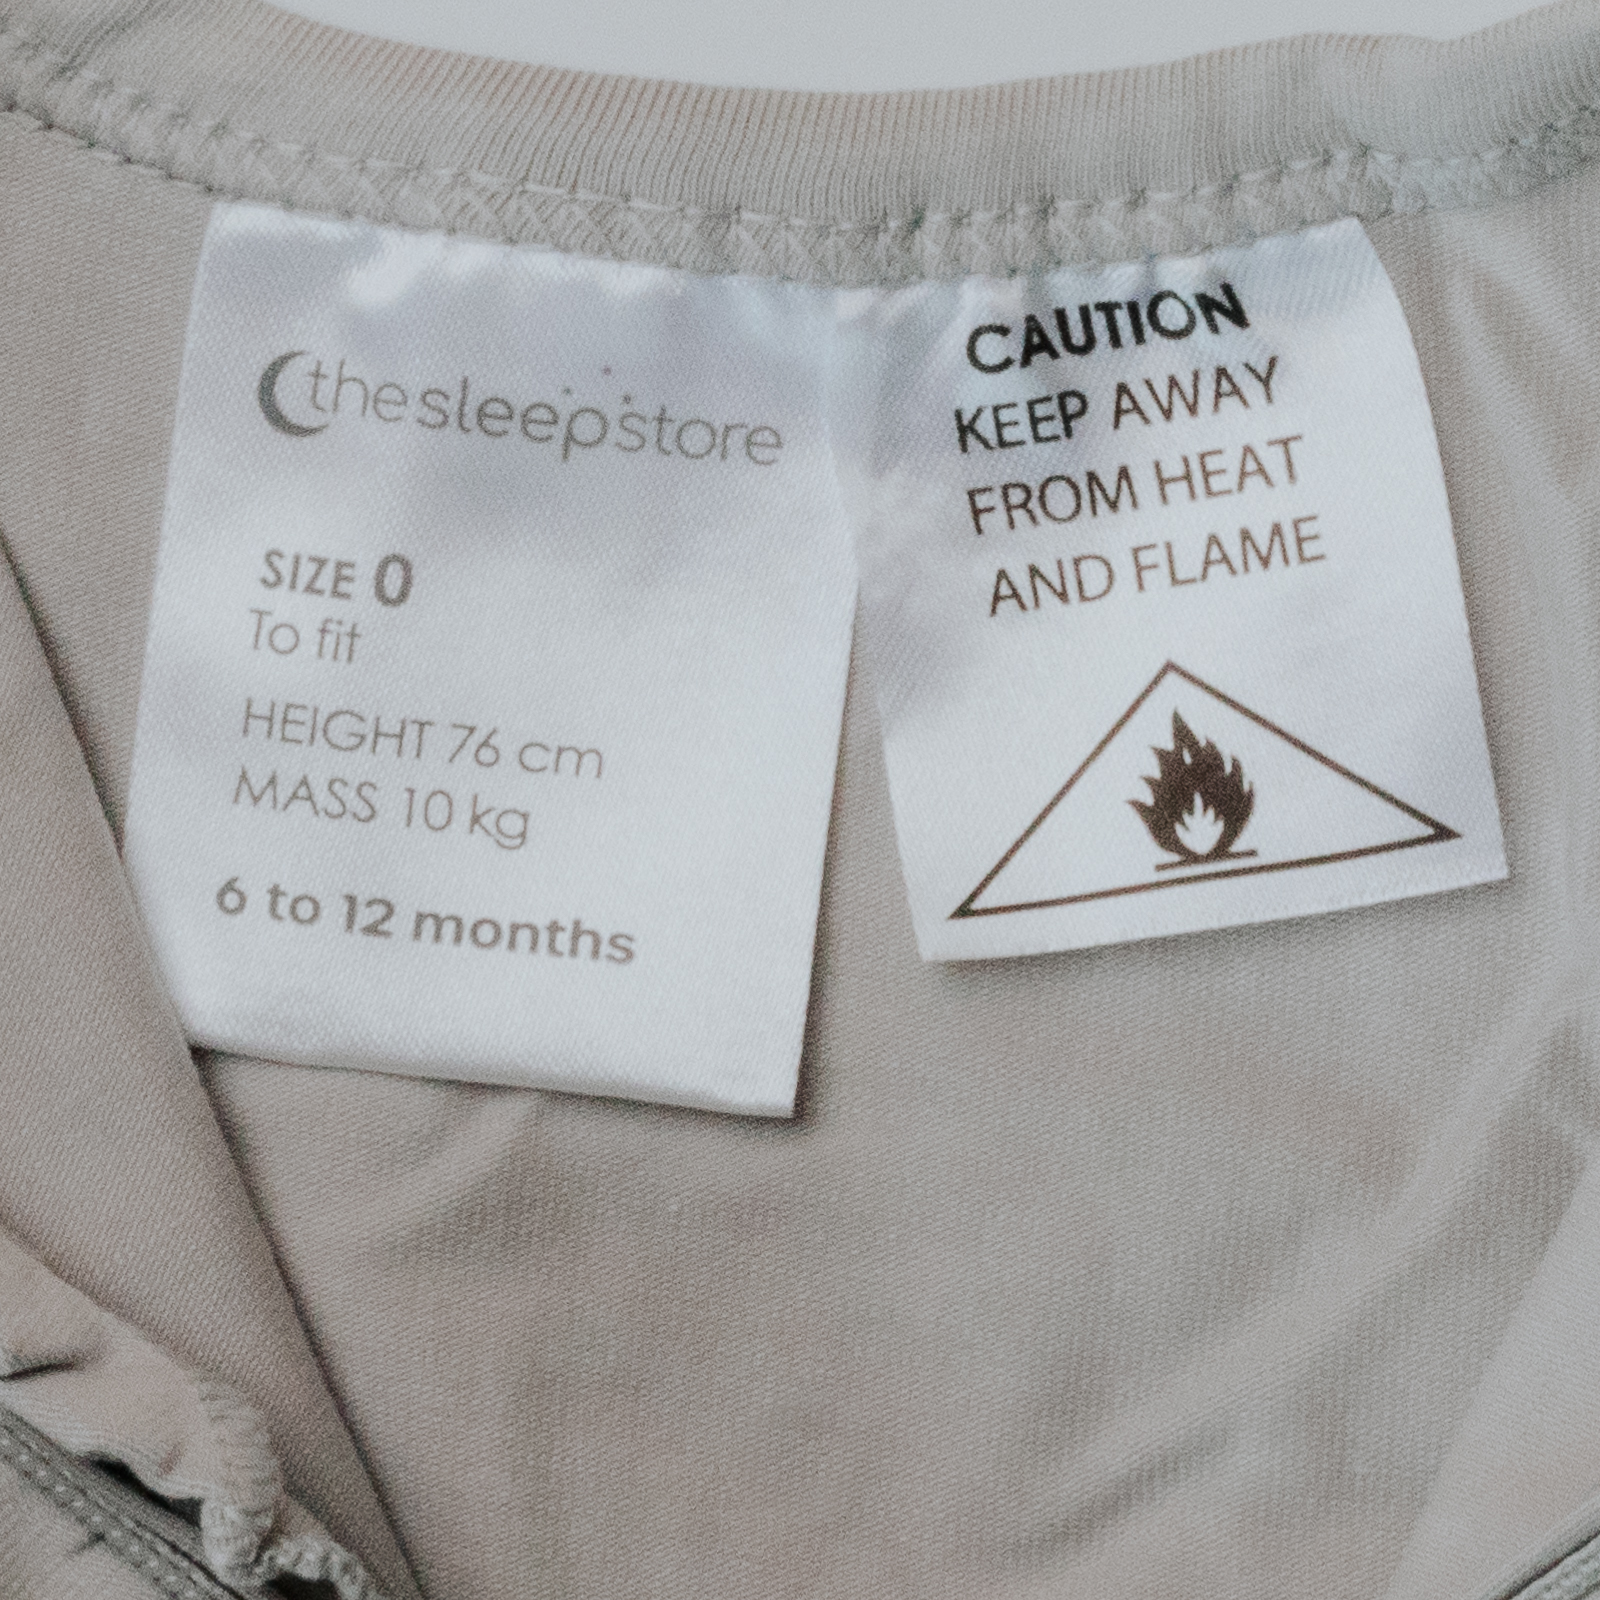 thesleepstore
SIZE 0
To fit
HEIGHT 76 cm
MASS 10 kg
6 to 12 months
CAUTION
KEEP AWAY
FROM HEAT
AND FLAME